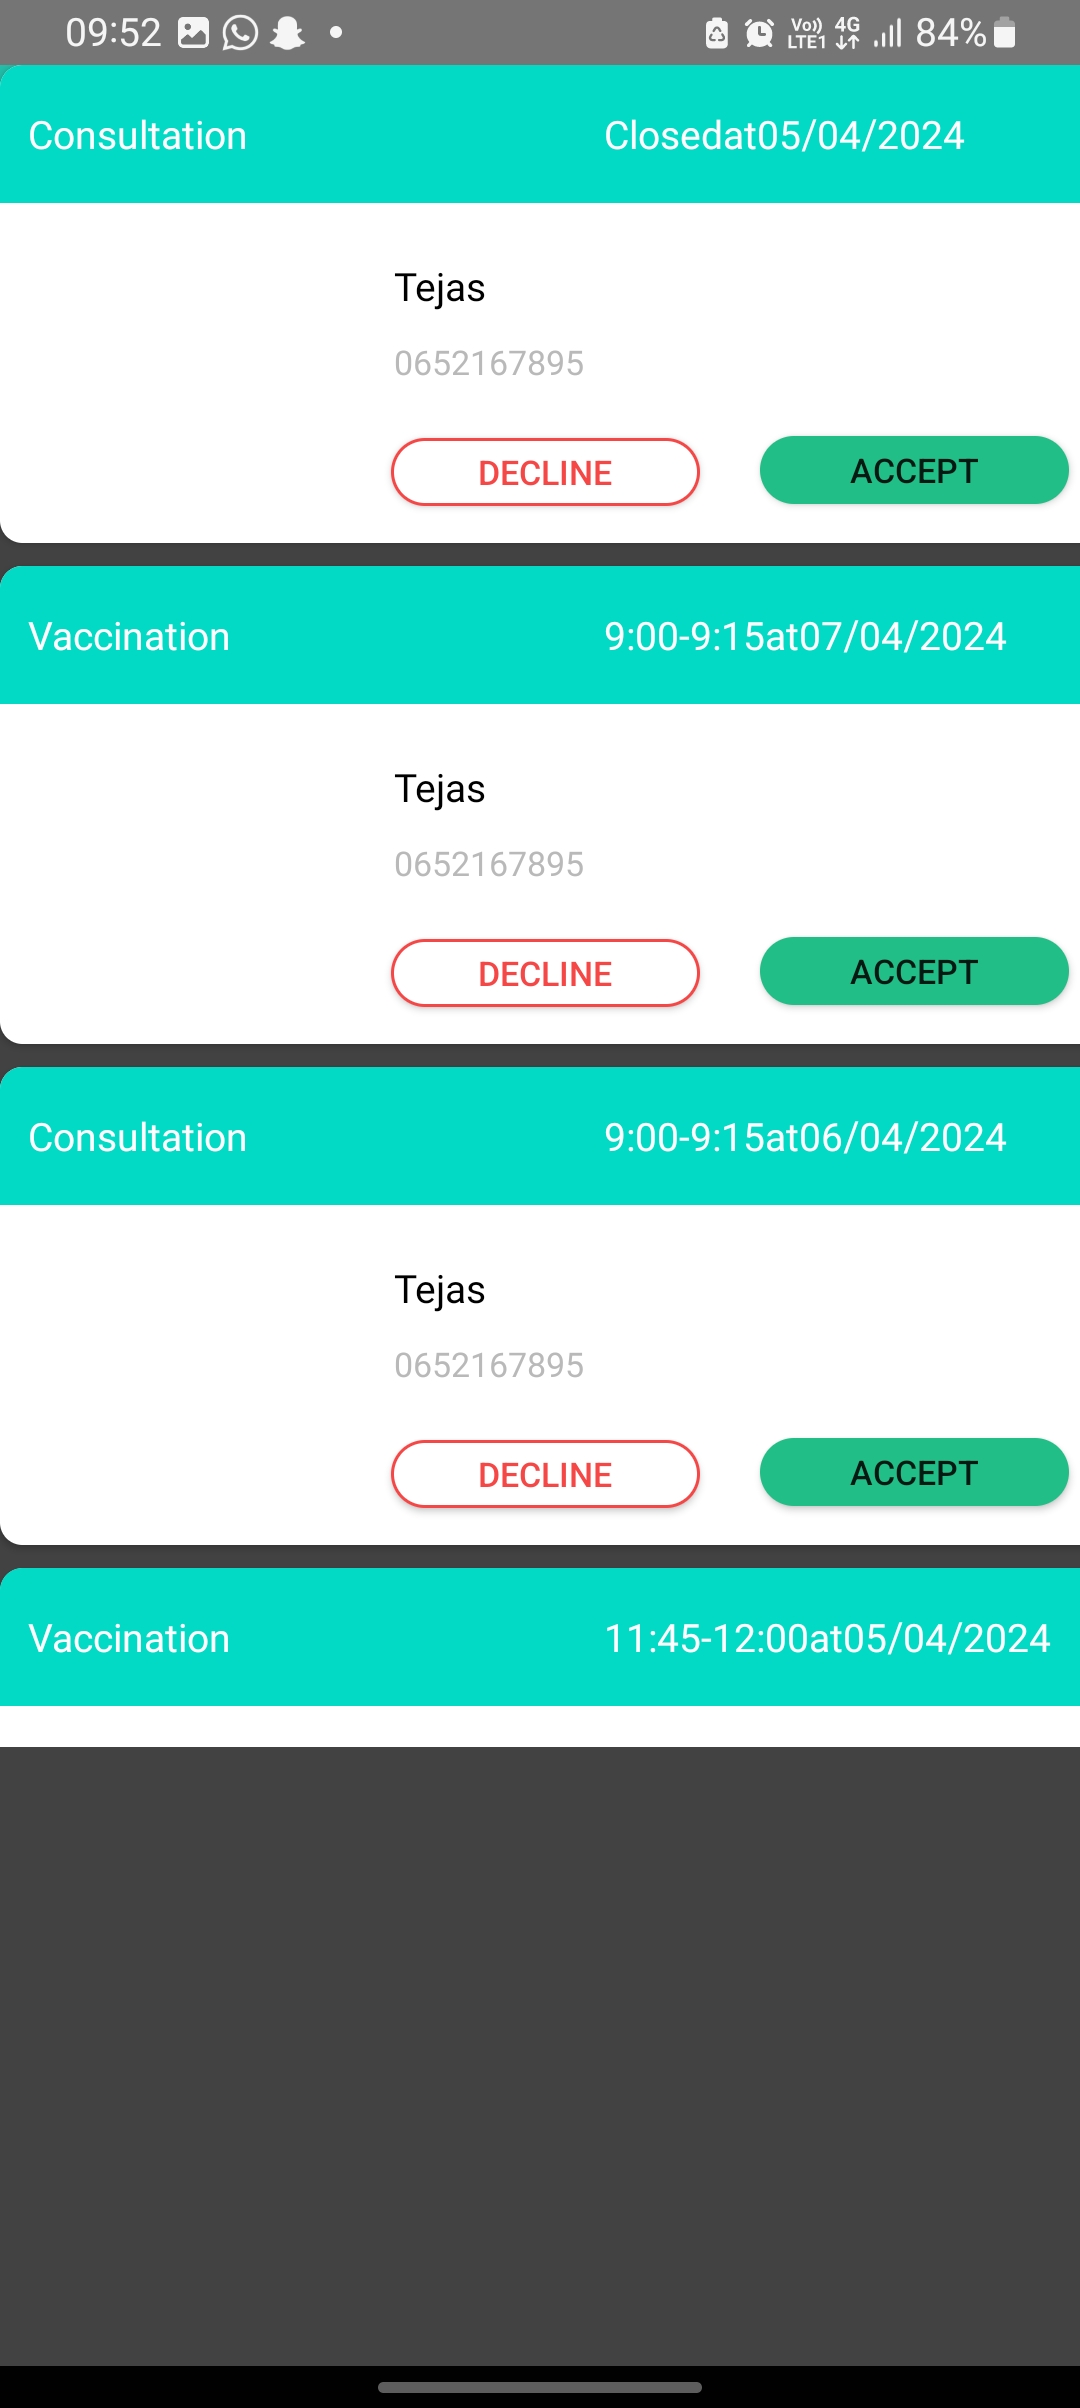 09:52 Vo)) LTE1 4G 84%
Consultation Closedat05/04/2024
Tejas
0652167895
DECLINE ACCEPT
Vaccination 9:00-9:15at07/04/2024
Tejas
0652167895
DECLINE ACCEPT
Consultation 9:00-9:15at06/04/2024
Tejas
0652167895
DECLINE ACCEPT
Vaccination 11:45-12:00at05/04/2024